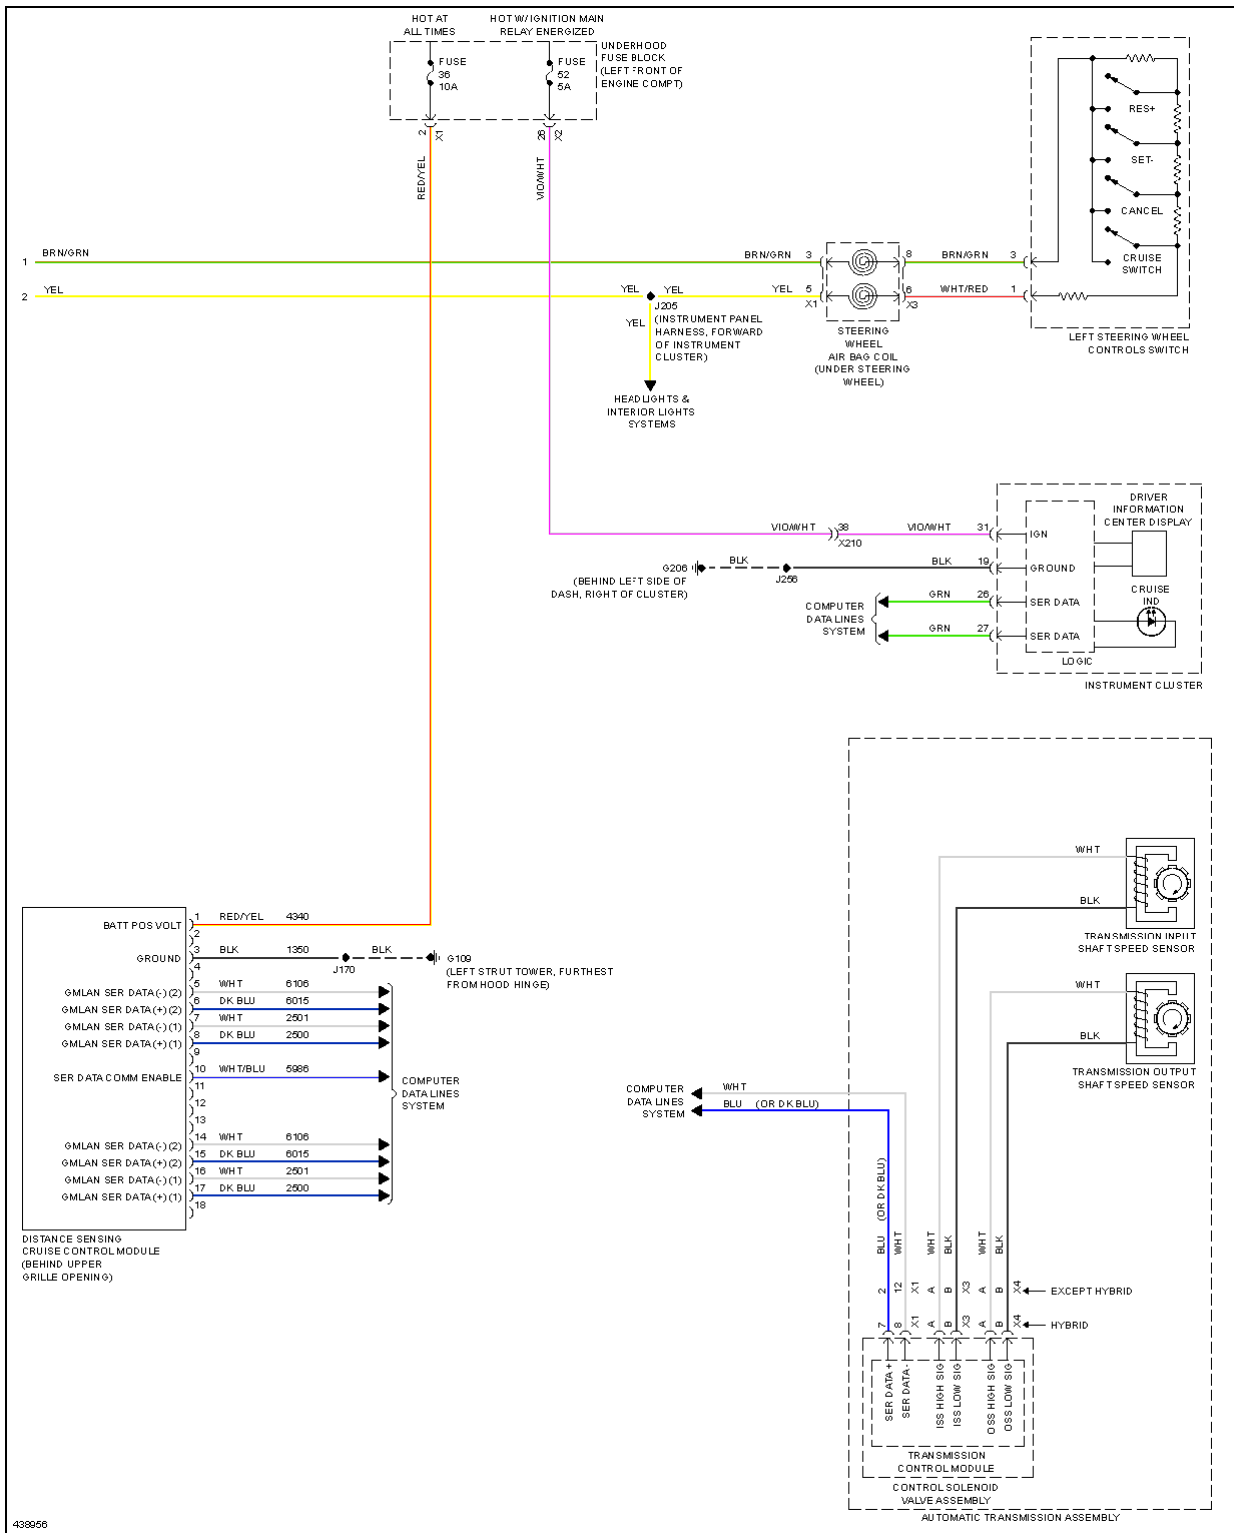 HOT AT
ALL TIMES
HOT W/IGNITION MAIN
RELAY ENERGIZED
FUSE
36
10A
FUSE
52
5A
UNDERHOOD
FUSE BLOCK
(LEFT FRONT OF
ENGINE COMPT)
2
X1
26
X2
RED/YEL
VIO/WHT
RES+
SET-
CANCEL
CRUISE
SWITCH
LEFT STEERING WHEEL
CONTROLS SWITCH
1
BRN/GRN
BRN/GRN
3
8
BRN/GRN
3
2
YEL
YEL
YEL
YEL
5
X1
6
X3
WHT/RED
1
J205
(INSTRUMENT PANEL
HARNESS, FORWARD
OF INSTRUMENT
CLUSTER)
YEL
HEADLIGHTS &
INTERIOR LIGHTS
SYSTEMS
STEERING
WHEEL
AIR BAG COIL
(UNDER STEERING
WHEEL)
DRIVER
INFORMATION
CENTER DISPLAY
VIO/WHT
38
X210
VIO/WHT
31
IGN
G206
(BEHIND LEFT SIDE OF
DASH, RIGHT OF CLUSTER)
BLK
J256
BLK
19
GROUND
COMPUTER
DATA LINES
SYSTEM
GRN
26
SER DATA
GRN
27
SER DATA
CRUISE
IND
LOGIC
INSTRUMENT CLUSTER
WHT
BLK
TRANSMISSION INPUT
SHAFT SPEED SENSOR
WHT
BLK
TRANSMISSION OUTPUT
SHAFT SPEED SENSOR
BATT POS VOLT
1
RED/YEL
4340
2
GROUND
3
BLK
1350
J170
BLK
G109
(LEFT STRUT TOWER, FURTHEST
FROM HOOD HINGE)
4
GMLAN SER DATA(-)(2)
5
WHT
6106
GMLAN SER DATA(+)(2)
6
DK BLU
6015
GMLAN SER DATA(-)(1)
7
WHT
2501
GMLAN SER DATA(+)(1)
8
DK BLU
2500
9
SER DATA COMM ENABLE
10
WHT/BLU
5986
11
12
13
GMLAN SER DATA(-)(2)
14
WHT
6106
GMLAN SER DATA(+)(2)
15
DK BLU
6015
GMLAN SER DATA(-)(1)
16
WHT
2501
GMLAN SER DATA(+)(1)
17
DK BLU
2500
18
COMPUTER
DATA LINES
SYSTEM
DISTANCE SENSING
CRUISE CONTROL MODULE
(BEHIND UPPER
GRILLE OPENING)
COMPUTER
DATA LINES
SYSTEM
WHT
BLU (OR DK BLU)
BLU (OR DK BLU)
WHT
WHT
BLK
WHT
BLK
2
12
X1
A
B
X3
A
B
X4
EXCEPT HYBRID
7
8
X1
A
B
X3
A
B
X4
HYBRID
SER DATA +
SER DATA -
ISS HIGH SIG
ISS LOW SIG
OSS HIGH SIG
OSS LOW SIG
TRANSMISSION
CONTROL MODULE
CONTROL SOLENOID
VALVE ASSEMBLY
AUTOMATIC TRANSMISSION ASSEMBLY
438956